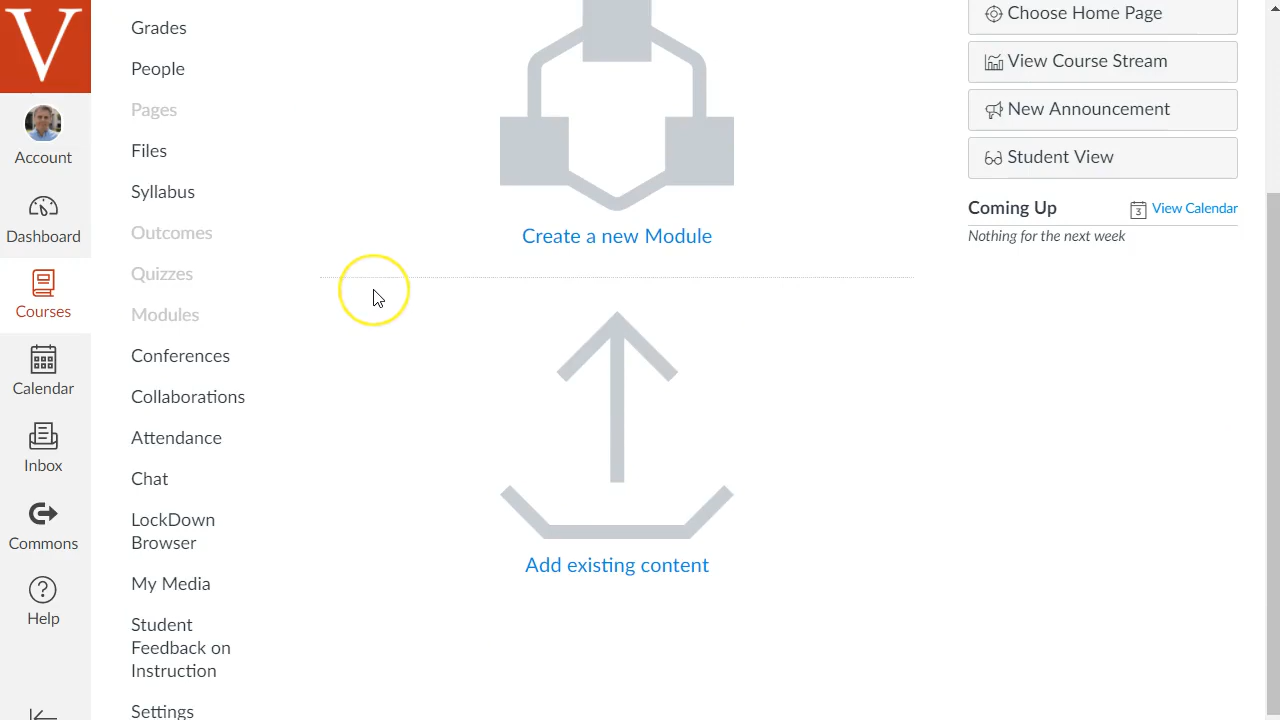 V
Account
Dashboard
Courses
Calendar
Inbox
Commons
Help
Grades
People
Pages
Files
Syllabus
Outcomes
Quizzes
Modules
Conferences
Collaborations
Attendance
Chat
LockDown
Browser
My Media
Student
Feedback on
Instruction
Settings
Create a new Module
Add existing content
Choose Home Page
View Course Stream
New Announcement
Student View
Coming Up
3
View Calendar
Nothing for the next week